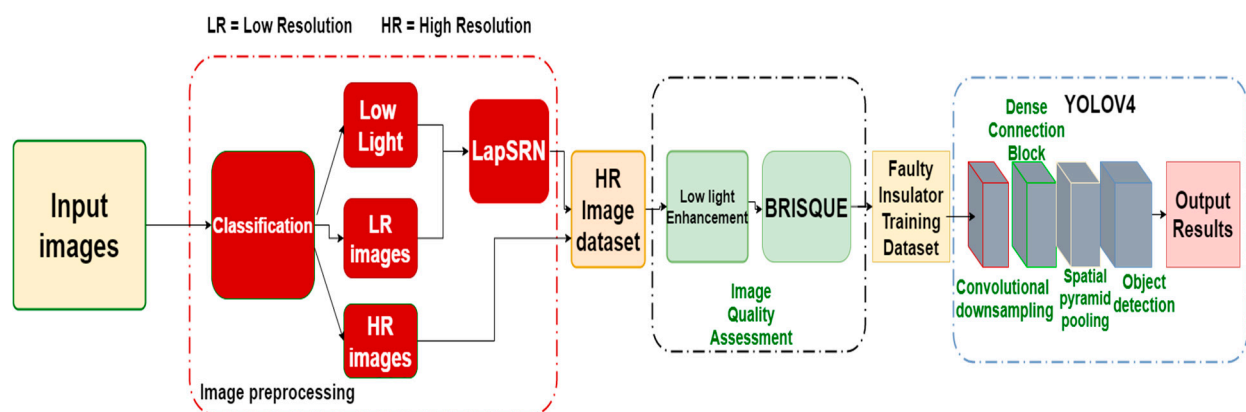 LR = Low Resolution
HR = High Resolution
Input
images
Classification
Low
Light
LR
images
HR
images
LapSRN
Image preprocessing
HR
Image
dataset
Low light
Enhancement
BRISQUE
Image
Quality
Assessment
Faulty
Insulator
Training
Dataset
YOLOV4
Dense
Connection
Block
Convolutional
downsampling
Spatial
pyramid
pooling
Object
detection
Output
Results